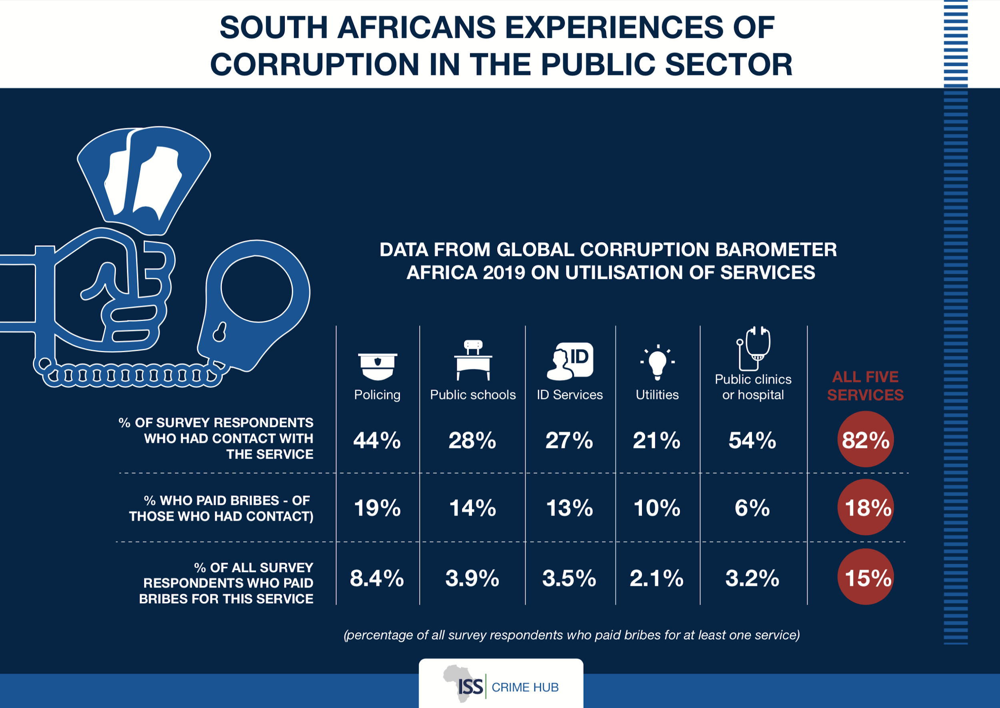 SOUTH AFRICANS EXPERIENCES OF
CORRUPTION IN THE PUBLIC SECTOR
DATA FROM GLOBAL CORRUPTION BAROMETER
AFRICA 2019 ON UTILISATION OF SERVICES
ID
Policing
Public schools
ID Services
Utilities
Public clinics
or hospital
ALL FIVE
SERVICES
% OF SURVEY RESPONDENTS
WHO HAD CONTACT WITH
THE SERVICE
44% 28% 27% 21% 54% 82%
% WHO PAID BRIBES - OF
THOSE WHO HAD CONTACT)
19% 14% 13% 10% 6% 18%
% OF ALL SURVEY
RESPONDENTS WHO PAID
BRIBES FOR THIS SERVICE
8.4% 3.9% 3.5% 2.1% 3.2% 15%
(percentage of all survey respondents who paid bribes for at least one service)
ISS CRIME HUB